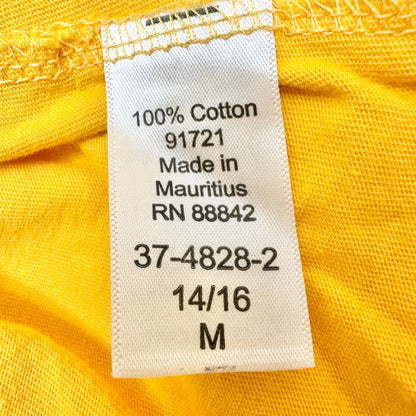 100% Cotton
91721
Made in
Mauritius
RN 88842
37-4828-2
14/16
M